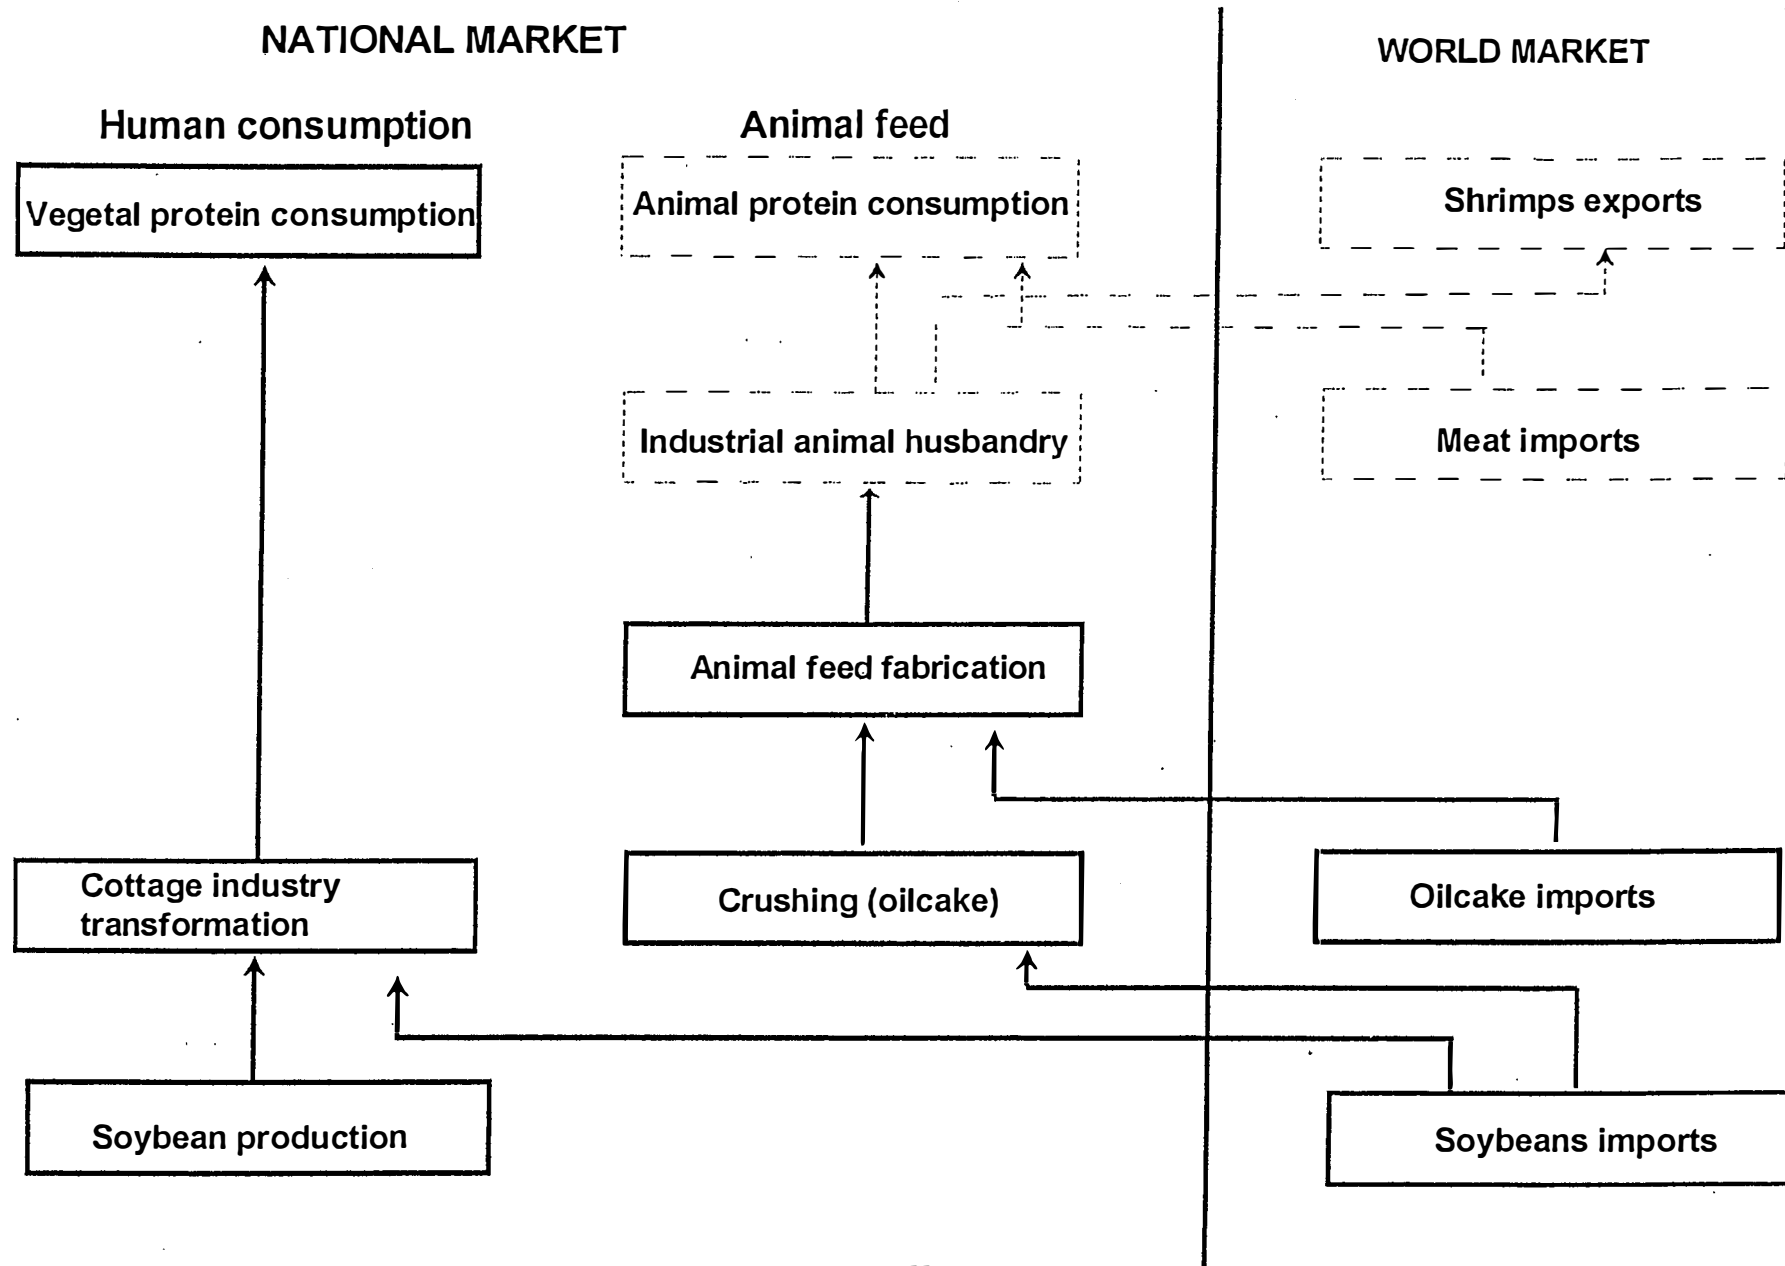 NATIONAL MARKET
WORLD MARKET
Human consumption
Animal feed
Vegetal protein consumption
Animal protein consumption
Shrimps exports
Industrial animal husbandry
Meat imports
Animal feed fabrication
Cottage industry
transformation
Crushing (oilcake)
Oilcake imports
Soybean production
Soybeans imports